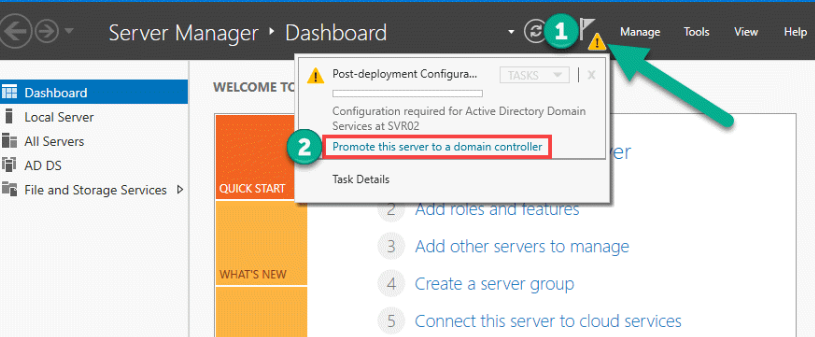 Server Manager ‣ Dashboard
1
Manage Tools View Help
Post-deployment Configura...
TASKS
X
Configuration required for Active Directory Domain
Services at SVR02
2
Promote this server to a domain controller
Task Details
Dashboard
Local Server
All Servers
AD DS
File and Storage Services
WELCOME TO
QUICK START
WHAT'S NEW
2 Add roles and features
3 Add other servers to manage
4 Create a server group
5 Connect this server to cloud services